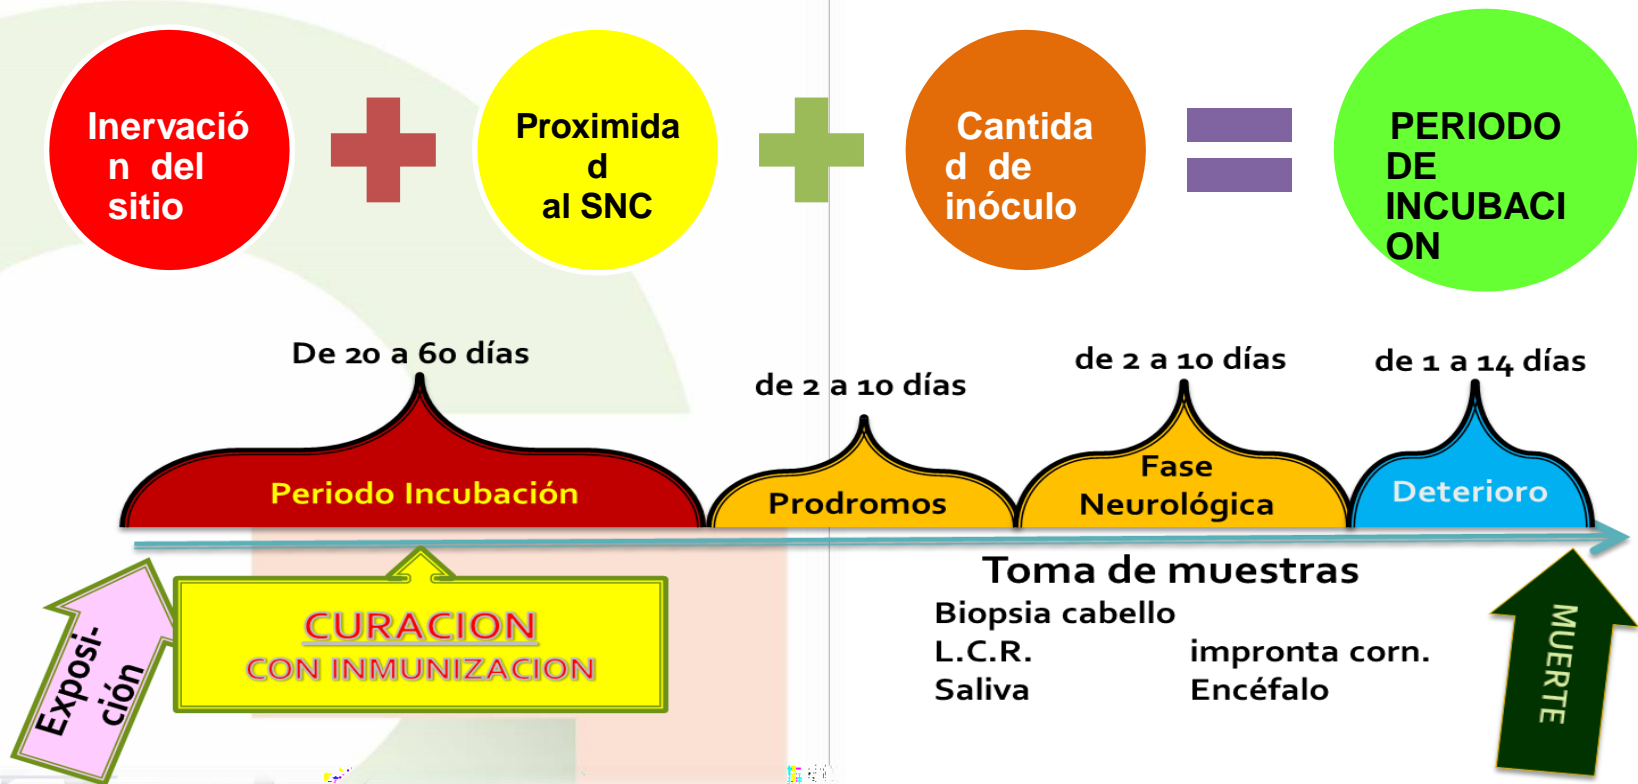 Inervació
n del
sitio
Proximida
d
al SNC
Cantida
d de
inóculo
PERIODO
DE
INCUBACI
ON
De 20 a 60 días
de 2 a 10 días
de 2 a 10 días
de 1 a 14 días
Periodo Incubación
Prodromos
Fase
Neurológica
Deterioro
Exposi-
ción
CURACION
CON INMUNIZACION
Toma de muestras
Biopsia cabello
L.C.R.
impronta corn.
Saliva
Encéfalo
MUERTE